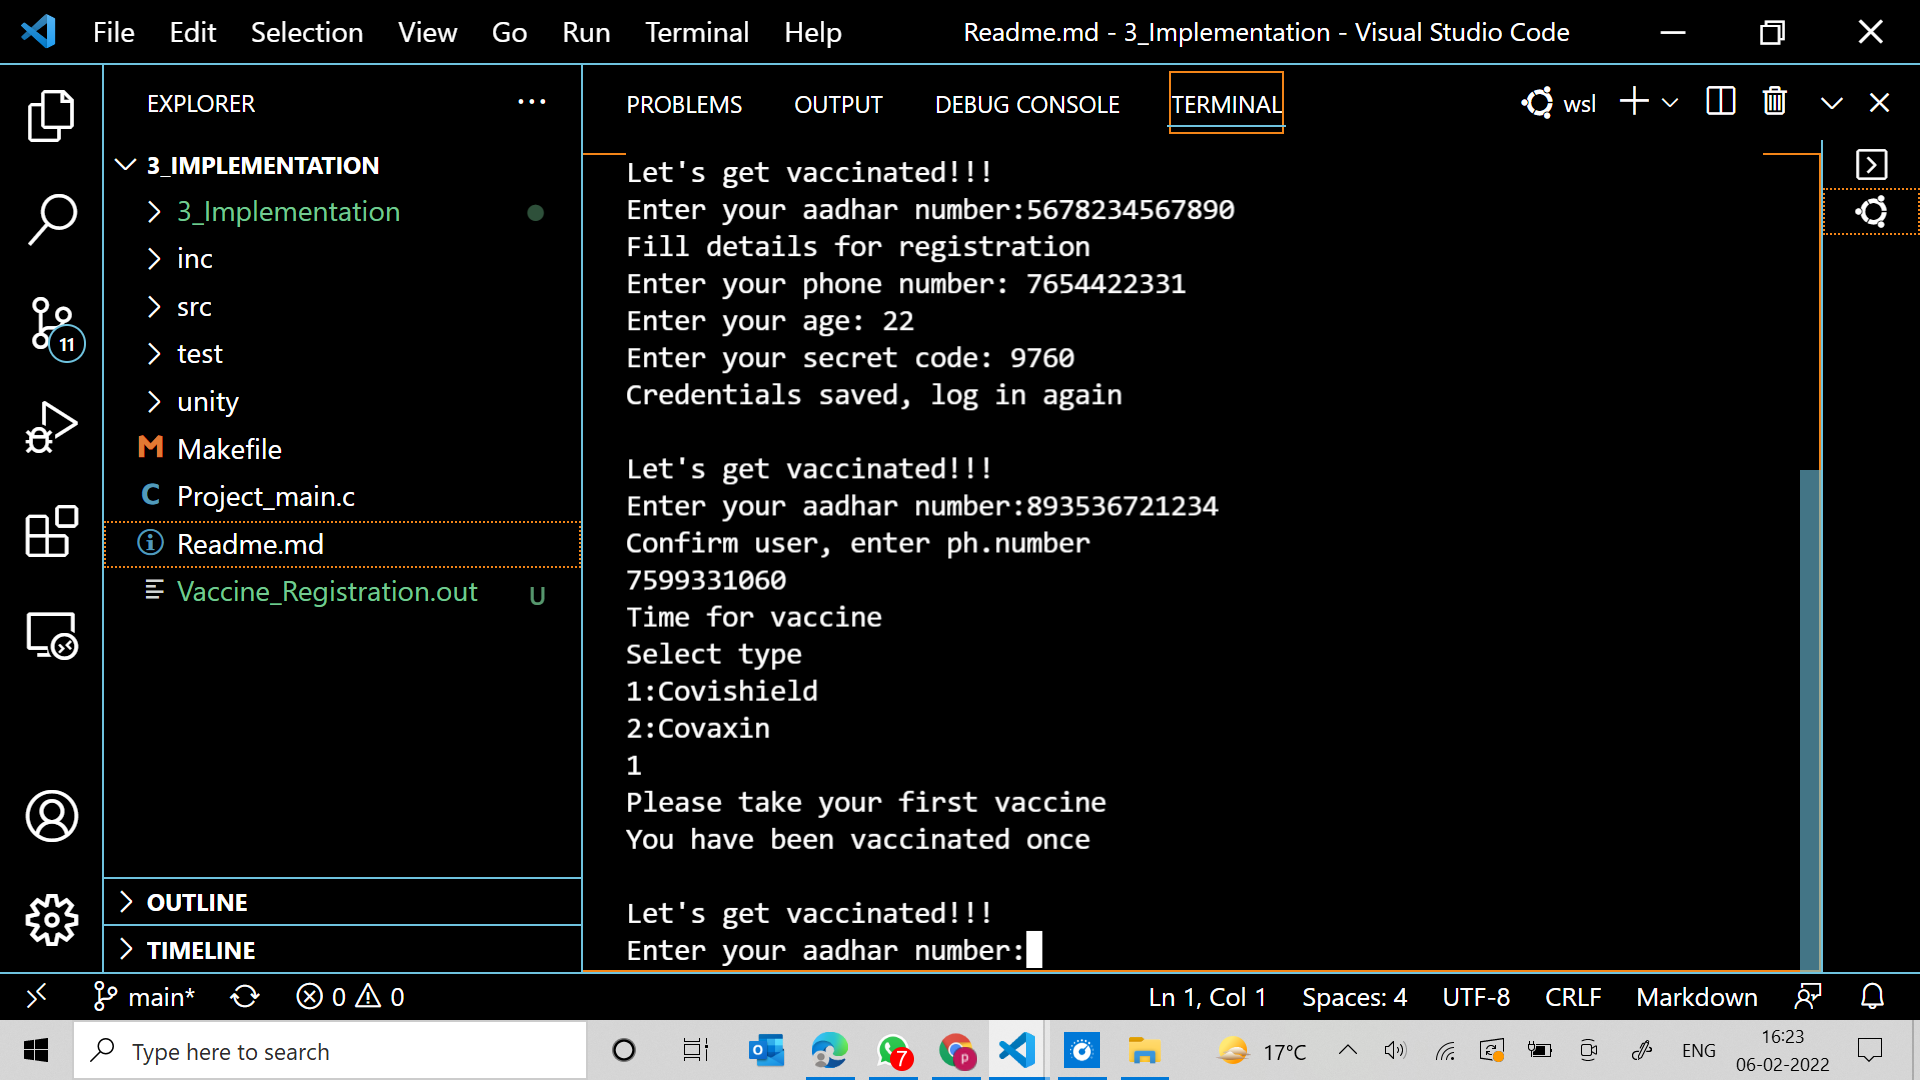 File Edit Selection View Go Run Terminal Help Readme.md - 3_Implementation - Visual Studio Code
EXPLORER ...
3_IMPLEMENTATION
3_Implementation
inc
src
test
unity
M Makefile
C Project_main.c
Readme.md
Vaccine_Registration.out U
OUTLINE
TIMELINE
11
PROBLEMS OUTPUT DEBUG CONSOLE TERMINAL wsl
Let's get vaccinated!!!
Enter your aadhar number:5678234567890
Fill details for registration
Enter your phone number: 7654422331
Enter your age: 22
Enter your secret code: 9760
Credentials saved, log in again
Let's get vaccinated!!!
Enter your aadhar number:893536721234
Confirm user, enter ph.number
7599331060
Time for vaccine
Select type
1:Covishield
2:Covaxin
1
Please take your first vaccine
You have been vaccinated once
Let's get vaccinated!!!
Enter your aadhar number:
main* 0 0 Ln 1, Col 1 Spaces: 4 UTF-8 CRLF Markdown
Type here to search 7 p 17°C ENG 16:23
06-02-2022